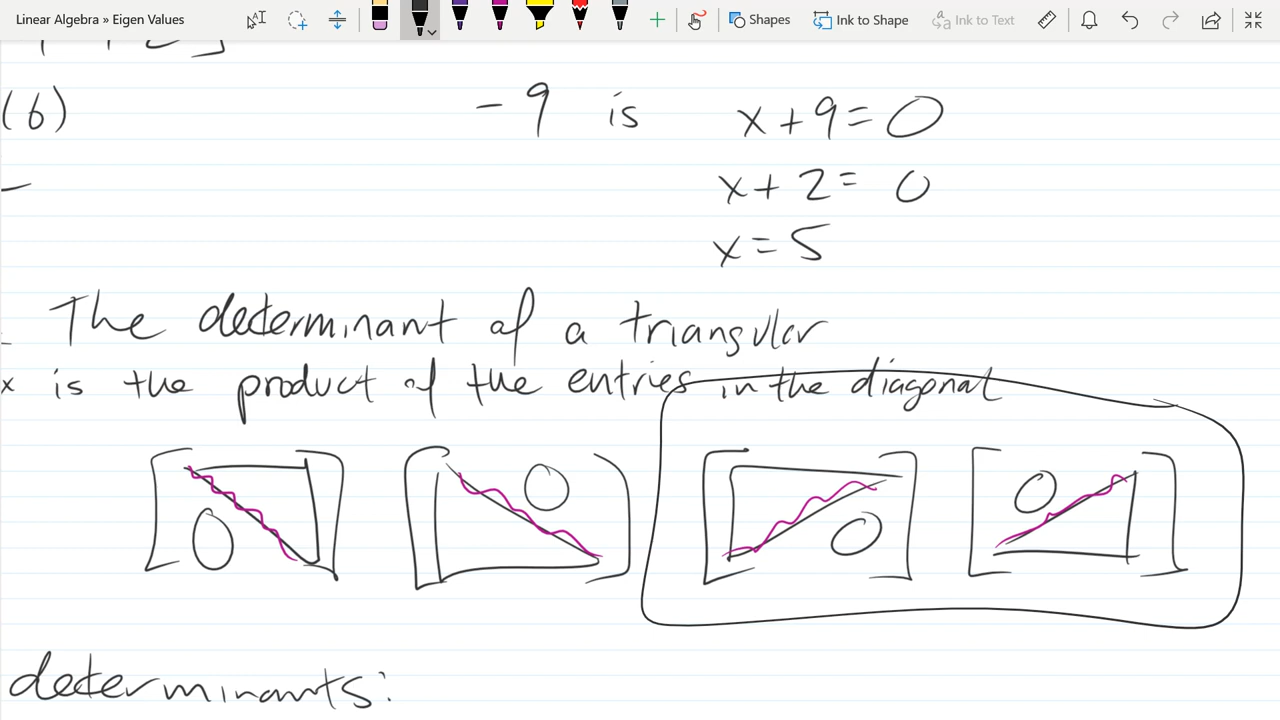 Linear Algebra » Eigen Values
Shapes
Ink to Shape
Ink to Text
(6)
- 9 is x + 9 = 0
x + 2 = 0
x = 5
The determinant of a triangular
x is the product of the entries in the diagonal
0 0 0 0
determinants: